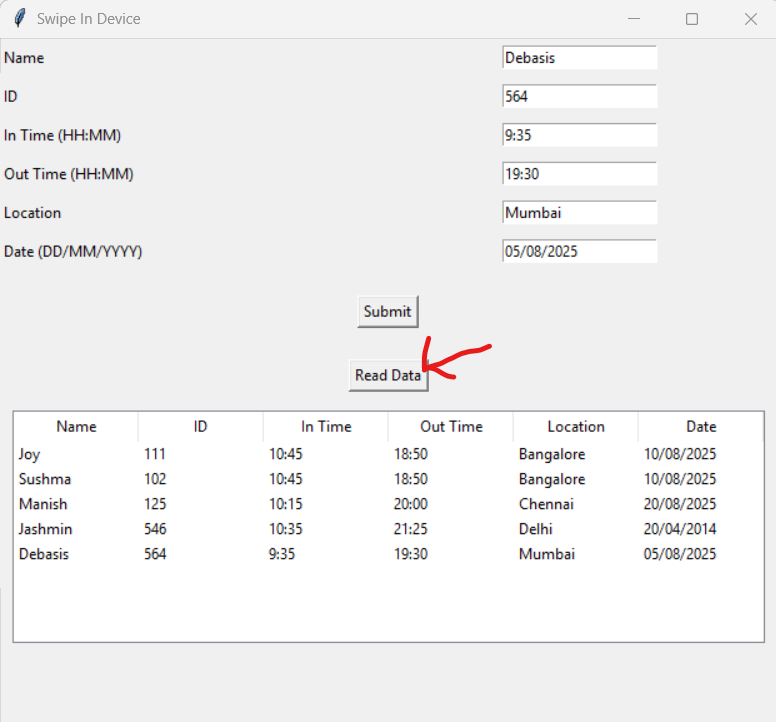 Swipe In Device
Name Debasis
ID 564
In Time (HH:MM) 9:35
Out Time (HH:MM) 19:30
Location Mumbai
Date (DD/MM/YYYY) 05/08/2025
Submit
Read Data
Name ID In Time Out Time Location Date
Joy 111 10:45 18:50 Bangalore 10/08/2025
Sushma 102 10:45 18:50 Bangalore 10/08/2025
Manish 125 10:15 20:00 Chennai 20/08/2025
Jashmin 546 10:35 21:25 Delhi 20/04/2014
Debasis 564 9:35 19:30 Mumbai 05/08/2025